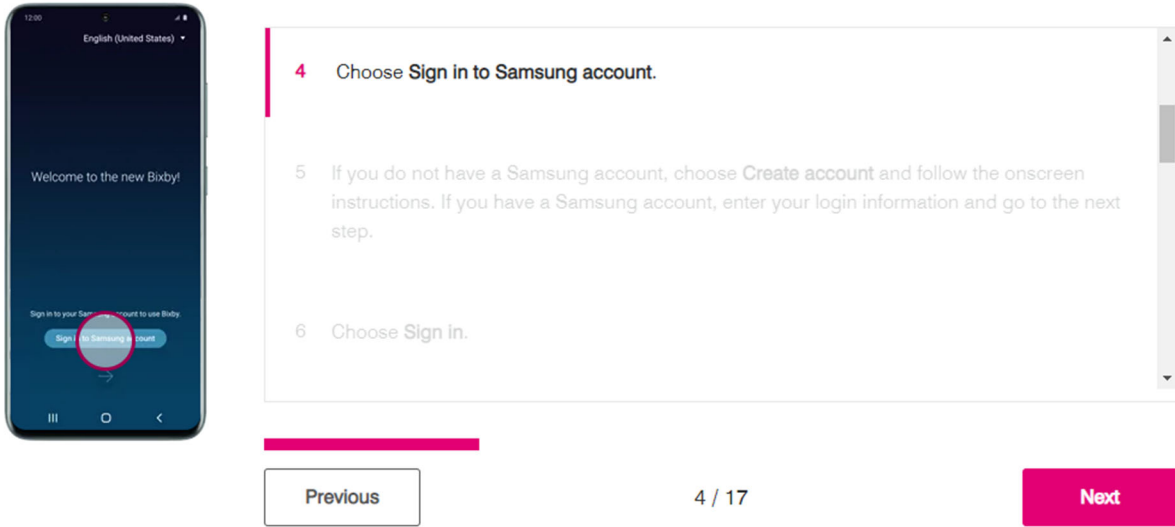 12:00
English (United States)
Welcome to the new Bixby!
Sign in to your Samsung account to use Bixby.
Sign in to Samsung account
4 Choose Sign in to Samsung account.
5 If you do not have a Samsung account, choose Create account and follow the onscreen
instructions. If you have a Samsung account, enter your login information and go to the next
step.
6 Choose Sign in.
Previous
4 / 17
Next